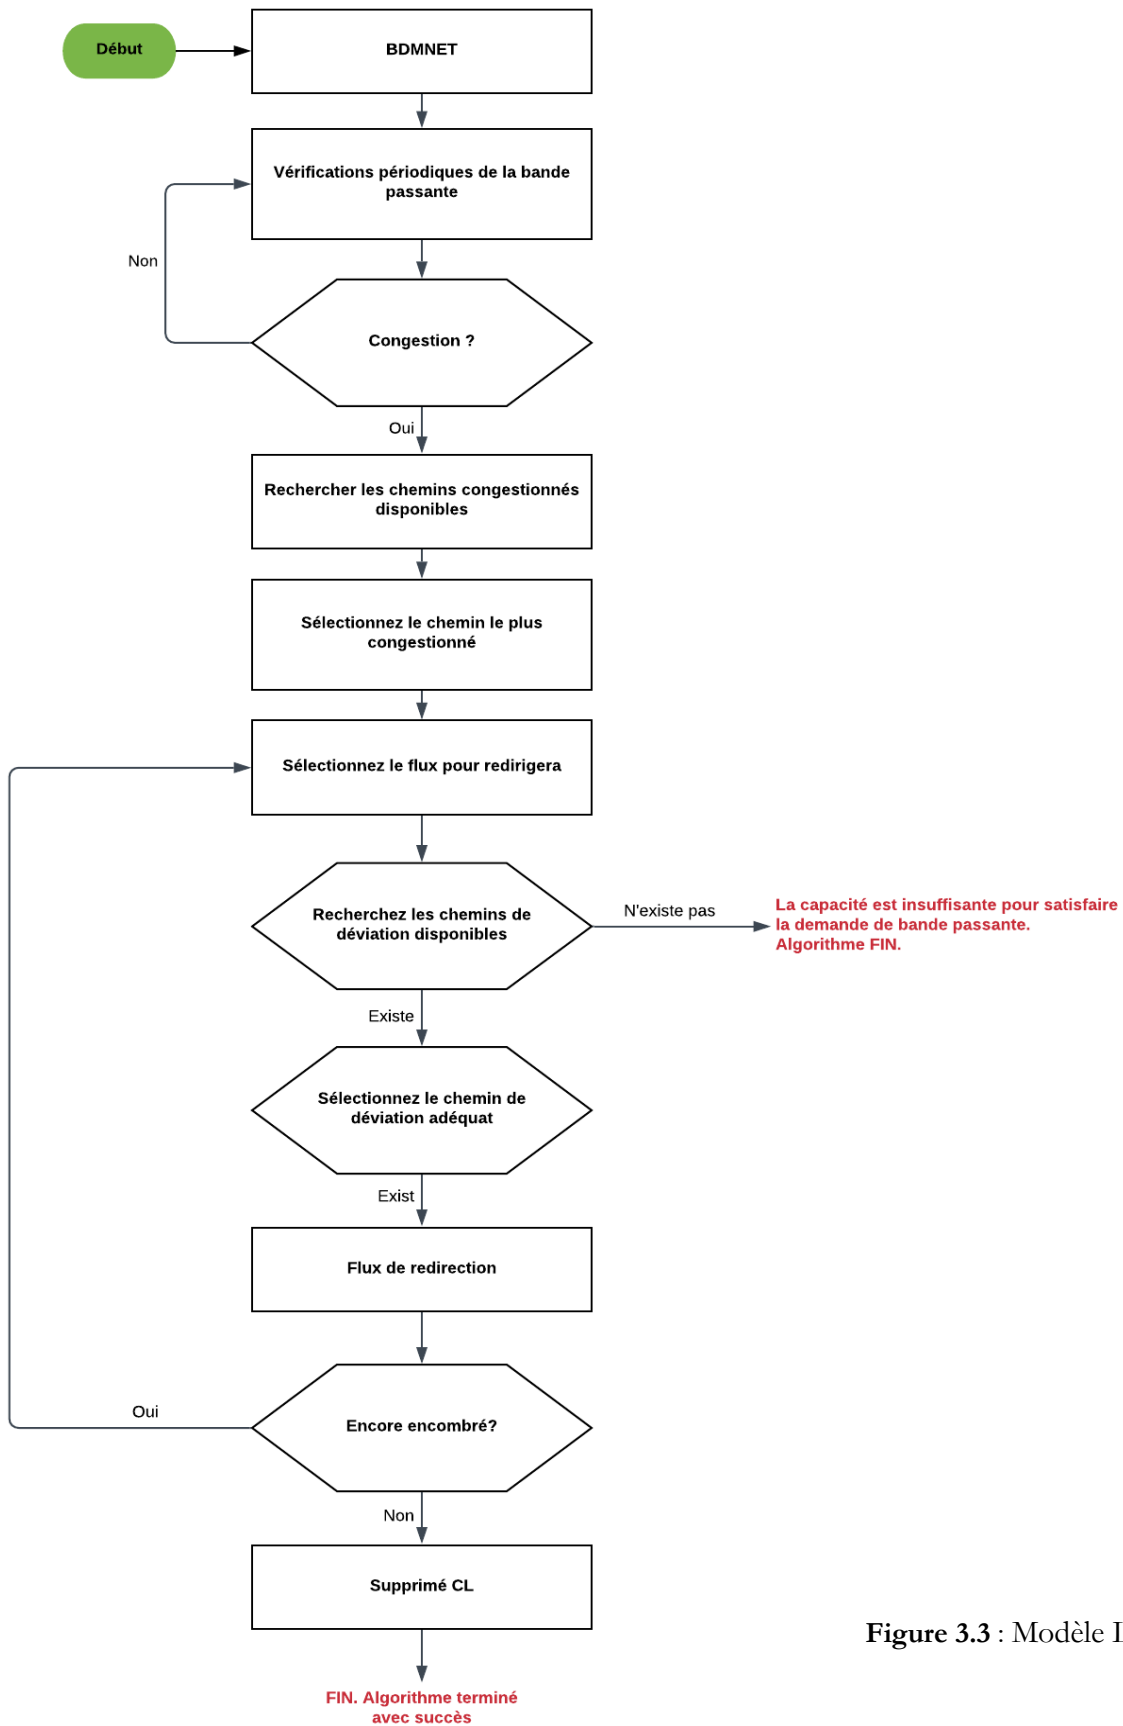 Début
BDMNET
Vérifications périodiques de la bande
passante
Non
Congestion ?
Oui
Rechercher les chemins congestionnés
disponibles
Sélectionnez le chemin le plus
congestionné
Sélectionnez le flux pour redirigera
Recherchez les chemins de
déviation disponibles
N'existe pas
La capacité est insuffisante pour satisfaire
la demande de bande passante.
Algorithme FIN.
Existe
Sélectionnez le chemin de
déviation adéquat
Exist
Flux de redirection
Encore encombré?
Oui
Non
Supprimé CL
FIN. Algorithme terminé
avec succès
Figure 3.3 : Modèle I